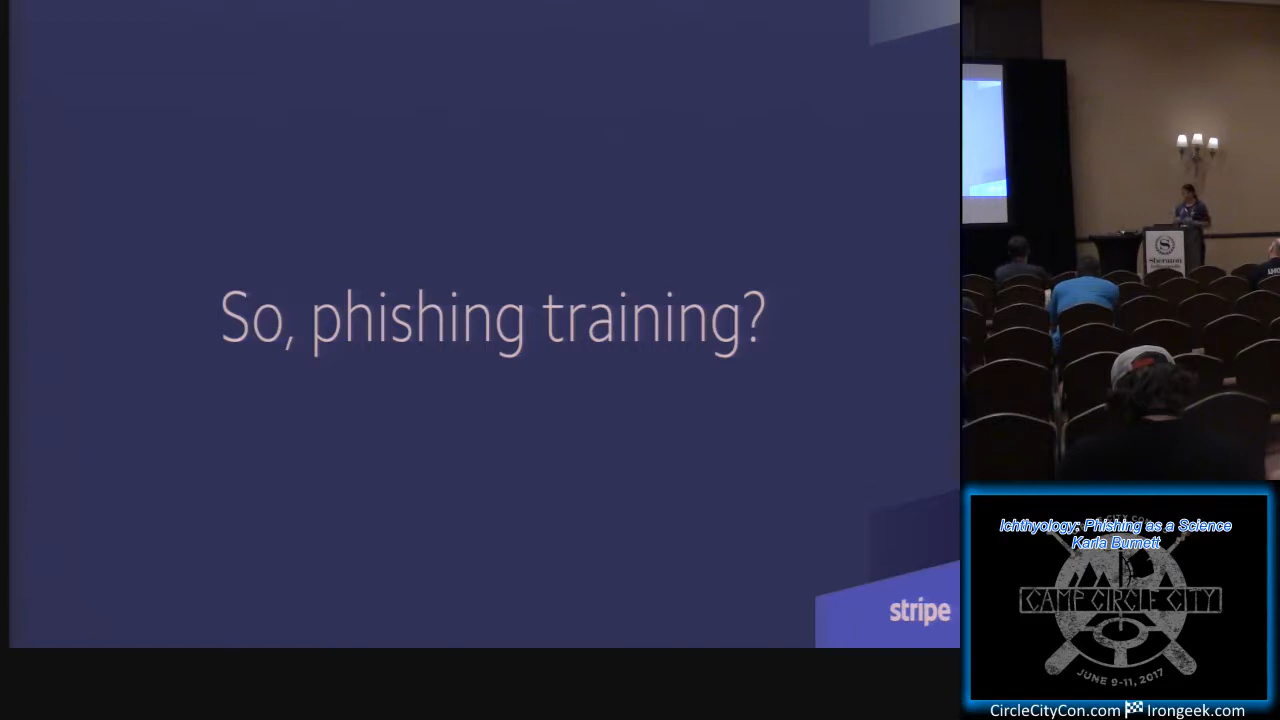 So, phishing training?
stripe
S
Sheraton
Ichthyology: Phishing as a Science
Karla Burnett
CAMP CIRCLE CITY
JUNE 9-11, 2017
CircleCityCon.com
Irongeek.com